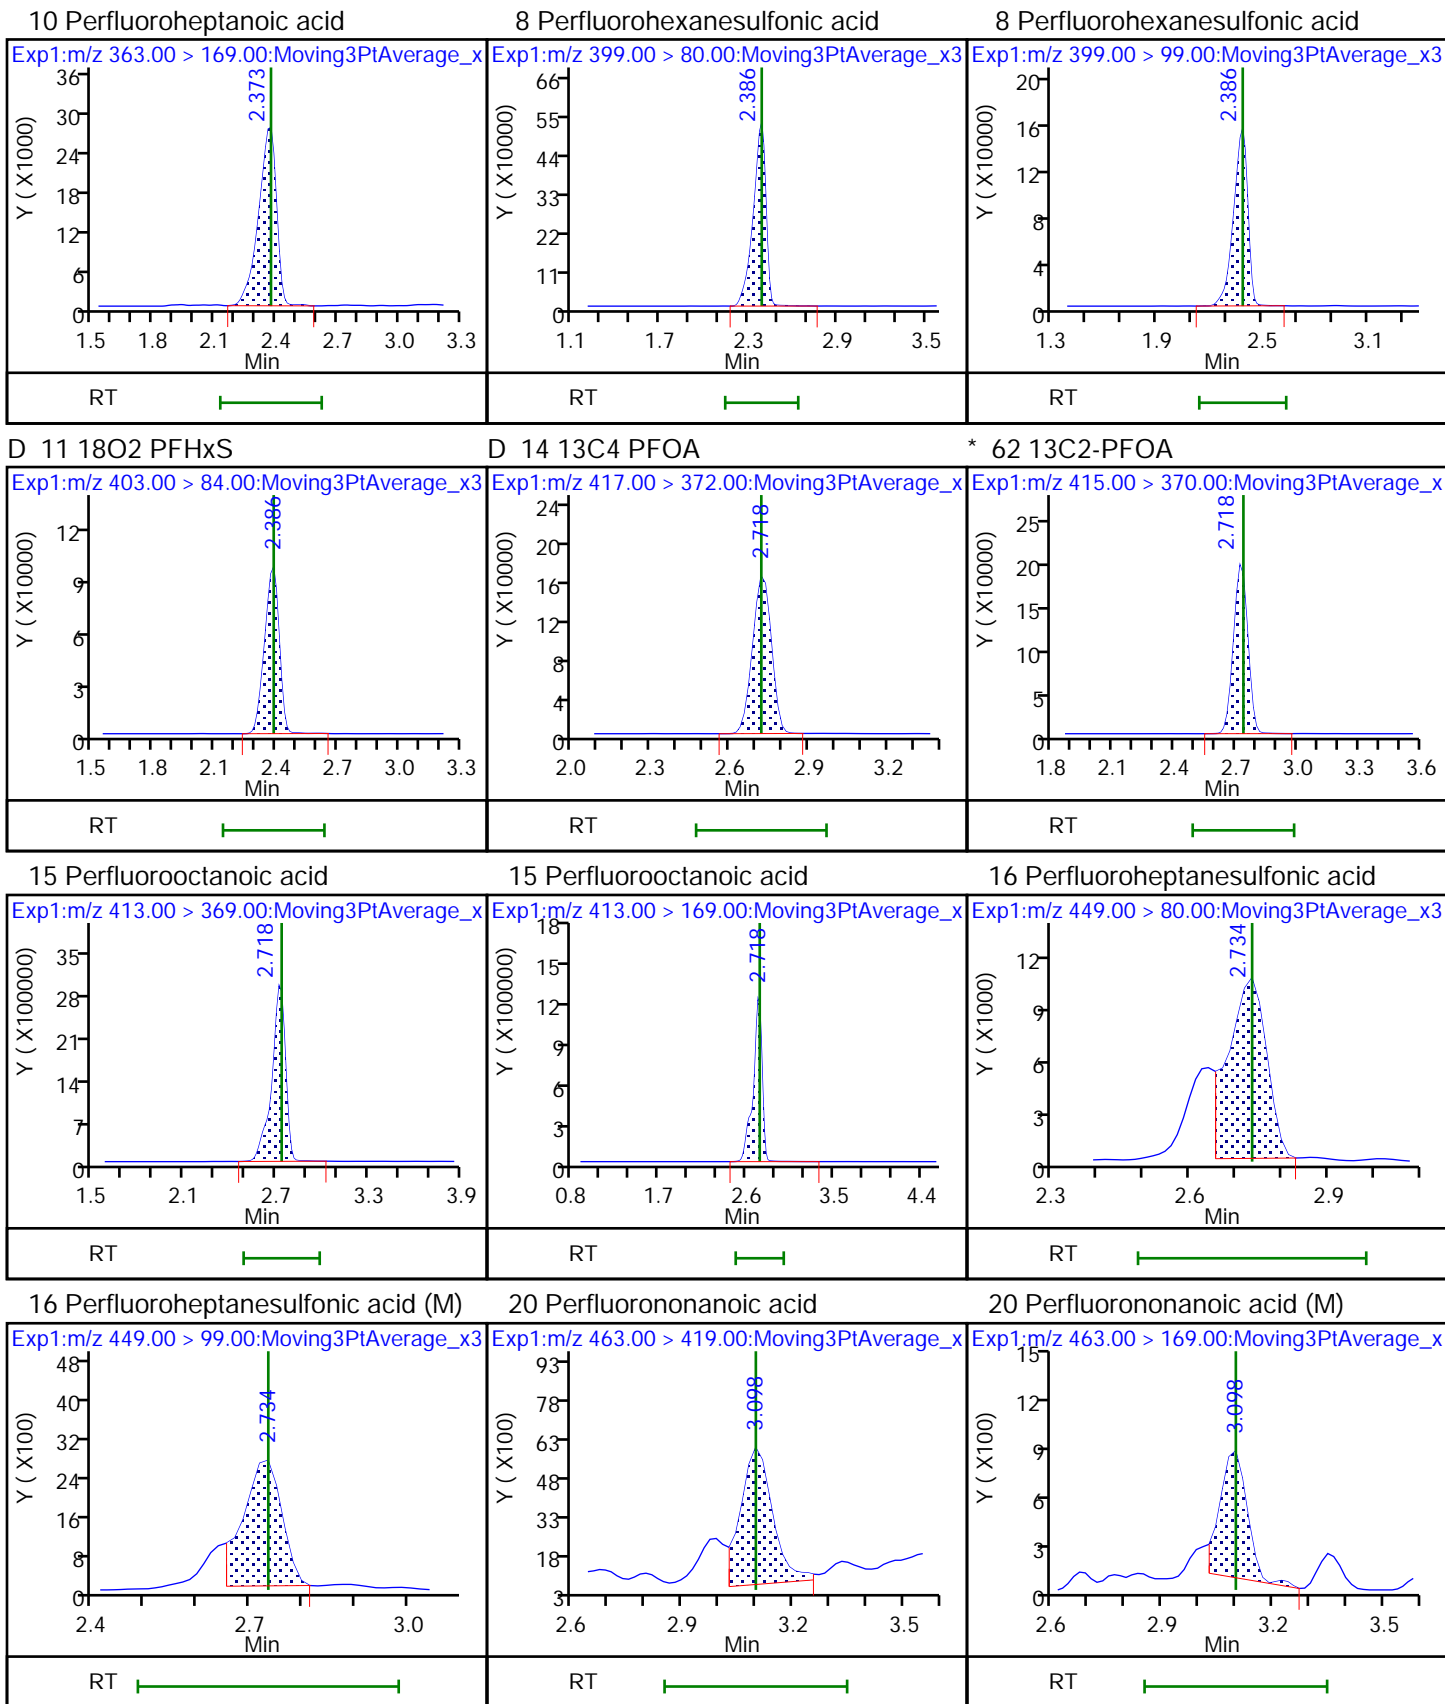 10 Perfluoroheptanoic acid
8 Perfluorohexanesulfonic acid
8 Perfluorohexanesulfonic acid
Exp1:m/z 363.00 > 169.00:Moving3PtAverage_x
Exp1:m/z 399.00 > 80.00:Moving3PtAverage_x3
Exp1:m/z 399.00 > 99.00:Moving3PtAverage_x3
Y ( X10000)
36
30
24
18
12
6
0
2.373
1.5 1.8 2.1 2.4 2.7 3.0 3.3
Min
Y ( X10000)
66
55
44
33
22
11
0
2.386
1.1 1.7 2.3 2.9 3.5
Min
Y ( X10000)
20
16
12
8
4
0
2.386
1.3 1.9 2.5 3.1
Min
RT
RT
RT
D 11 18O2 PFHxS
D 14 13C4 PFOA
* 62 13C2-PFOA
Exp1:m/z 403.00 > 84.00:Moving3PtAverage_x3
Exp1:m/z 417.00 > 372.00:Moving3PtAverage_x
Exp1:m/z 415.00 > 370.00:Moving3PtAverage_x
Y ( X10000)
12
9
6
3
0
2.386
1.5 1.8 2.1 2.4 2.7 3.0 3.3
Min
Y ( X10000)
24
20
16
12
8
4
0
2.718
2.0 2.3 2.6 2.9 3.2
Min
Y ( X10000)
25
20
15
10
5
0
2.718
1.8 2.1 2.4 2.7 3.0 3.3 3.6
Min
RT
RT
RT
15 Perfluorooctanoic acid
15 Perfluorooctanoic acid
16 Perfluoroheptanesulfonic acid
Exp1:m/z 413.00 > 369.00:Moving3PtAverage_x
Exp1:m/z 413.00 > 169.00:Moving3PtAverage_x
Exp1:m/z 449.00 > 80.00:Moving3PtAverage_x3
Y ( X100000)
35
28
21
14
7
0
2.718
1.5 2.1 2.7 3.3 3.9
Min
Y ( X100000)
18
15
12
9
6
3
0
2.718
0.8 1.7 2.6 3.5 4.4
Min
Y ( X1000)
12
9
6
3
0
2.734
2.3 2.6 2.9
Min
RT
RT
RT
16 Perfluoroheptanesulfonic acid (M)
20 Perfluorononanoic acid
20 Perfluorononanoic acid (M)
Exp1:m/z 449.00 > 99.00:Moving3PtAverage_x3
Exp1:m/z 463.00 > 419.00:Moving3PtAverage_x
Exp1:m/z 463.00 > 169.00:Moving3PtAverage_x
Y ( X100)
48
40
32
24
16
8
0
2.734
2.4 2.7 3.0
Min
Y ( X100)
93
78
63
48
33
18
3
3.098
2.6 2.9 3.2 3.5
Min
Y ( X100)
15
12
9
6
3
0
3.098
2.6 2.9 3.2 3.5
Min
RT
RT
RT